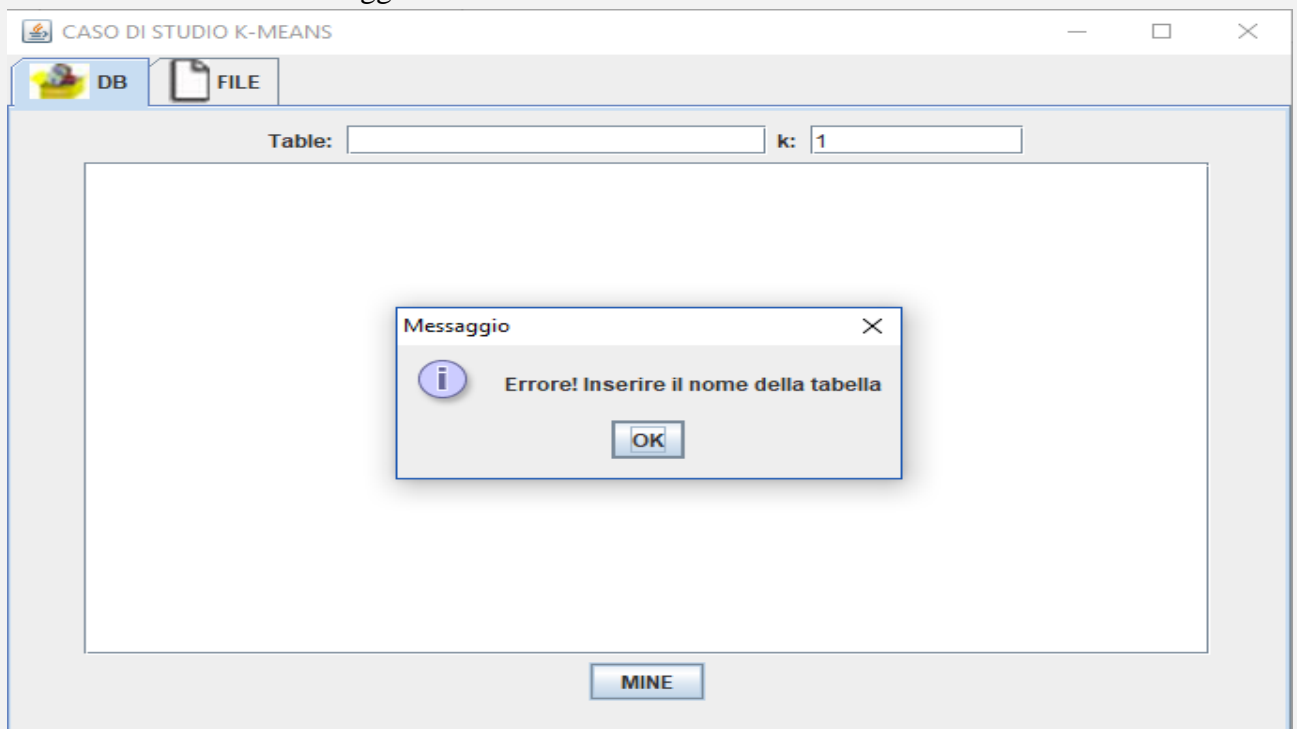 CASO DI STUDIO K-MEANS
DB FILE
Table: k: 1
Messaggio
i
Errore! Inserire il nome della tabella
OK
MINE